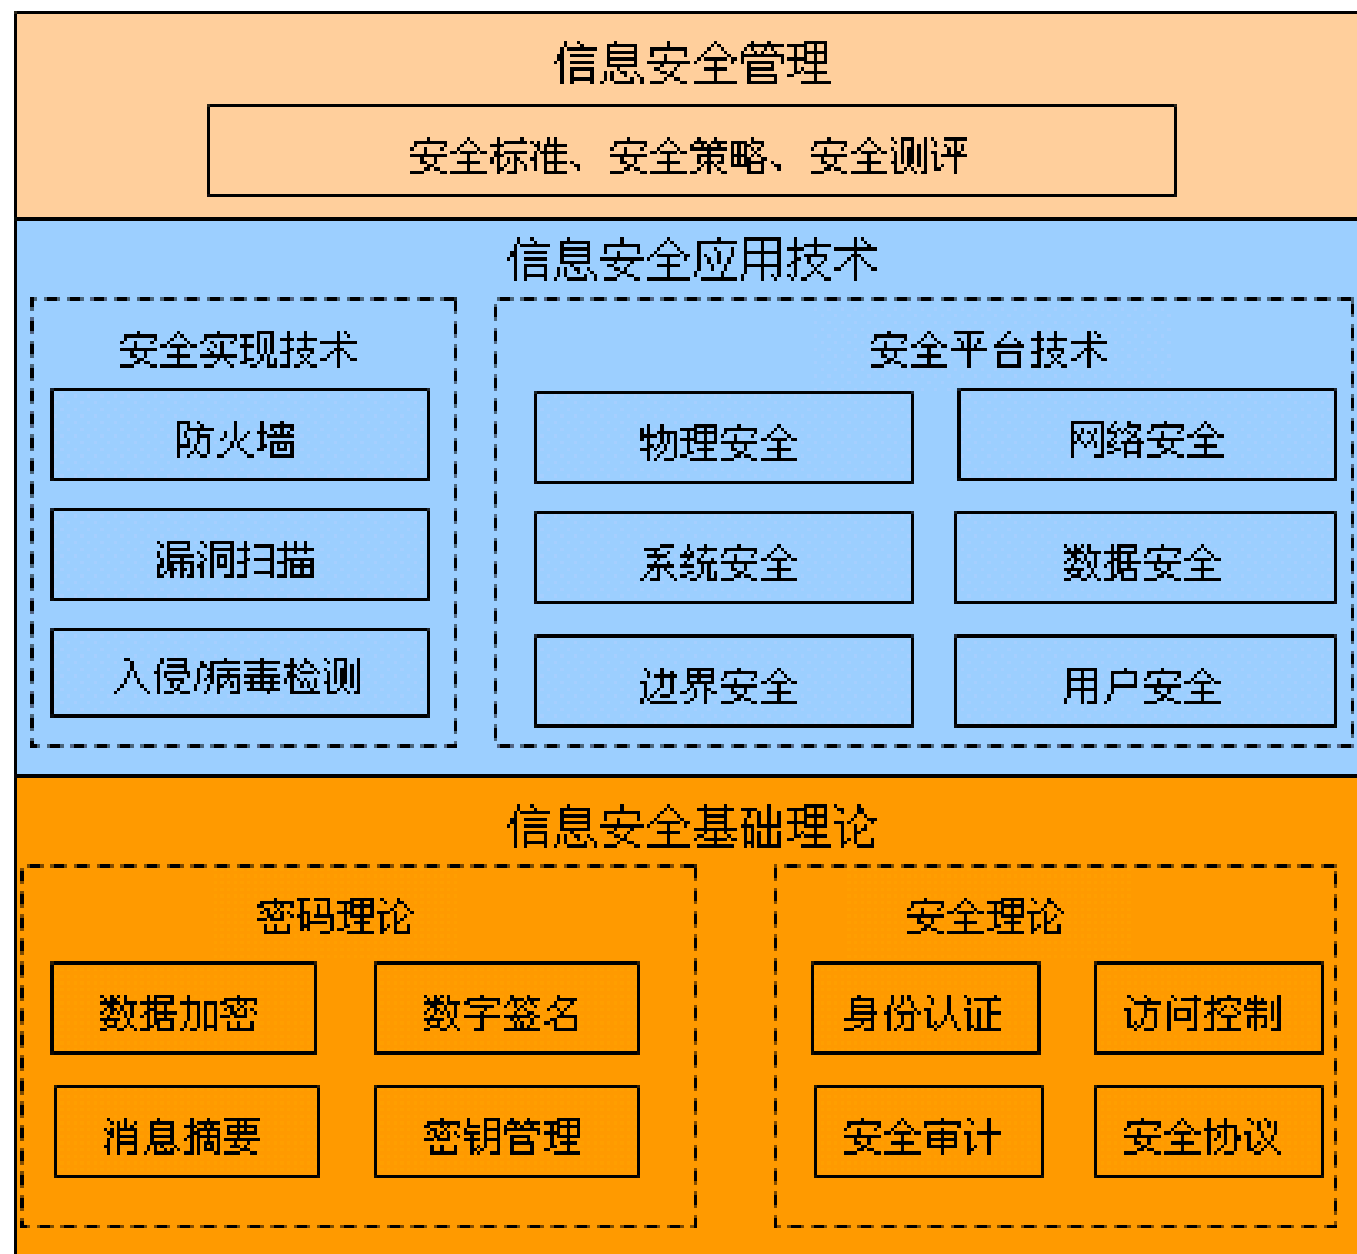 信息安全管理
安全标准、安全策略、安全测评
信息安全应用技术
安全实现技术
防火墙
漏洞扫描
入侵/病毒检测
安全平台技术
物理安全
网络安全
系统安全
数据安全
边界安全
用户安全
信息安全基础理论
密码理论
数据加密
数字签名
消息摘要
密钥管理
安全理论
身份认证
访问控制
安全审计
安全协议